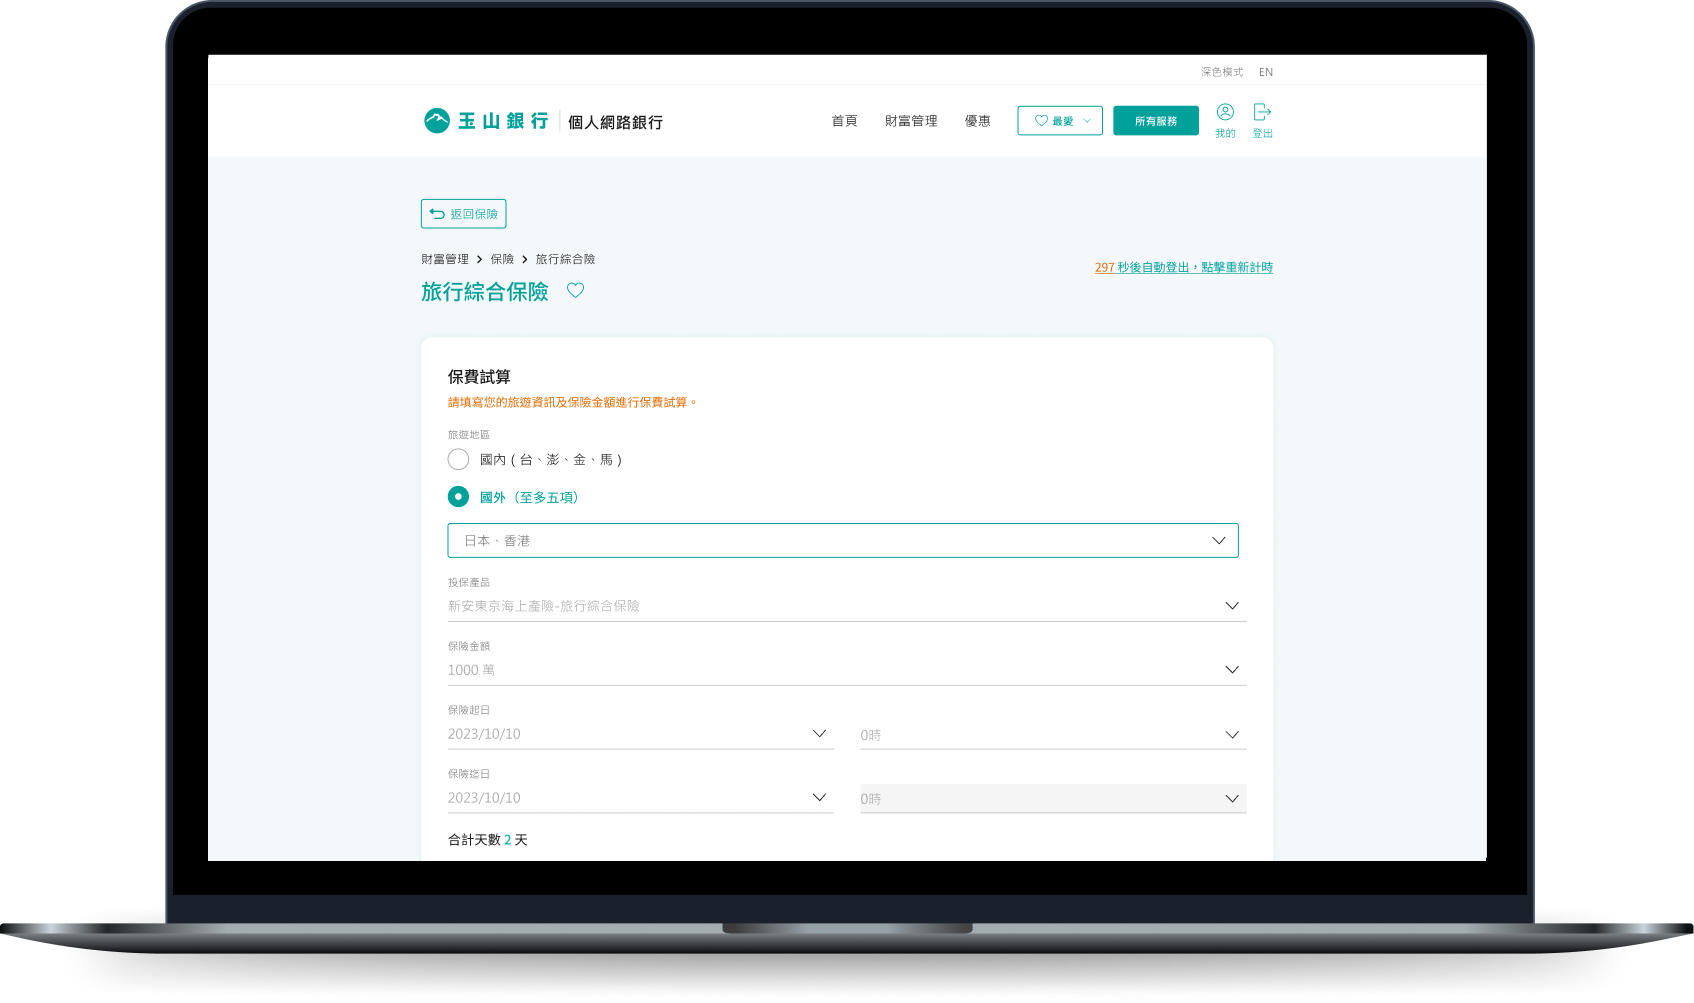 深色模式 EN
玉山銀行 個人網路銀行 首頁 財富管理 優惠 最愛 所有服務 我的 登出
返回保險
財富管理 > 保險 > 旅行綜合險
297 秒後自動登出，點擊重新計時
旅行綜合保險
保費試算
請填寫您的旅遊資訊及保險金額進行保費試算。
旅遊地區
國內 ( 台、澎、金、馬 )
國外（至多五項）
日本、香港
投保產品
新安東京海上產險-旅行綜合保險
保險金額
1000 萬
保險起日
2023/10/10 0時
保險迄日
2023/10/10 0時
合計天數 2 天